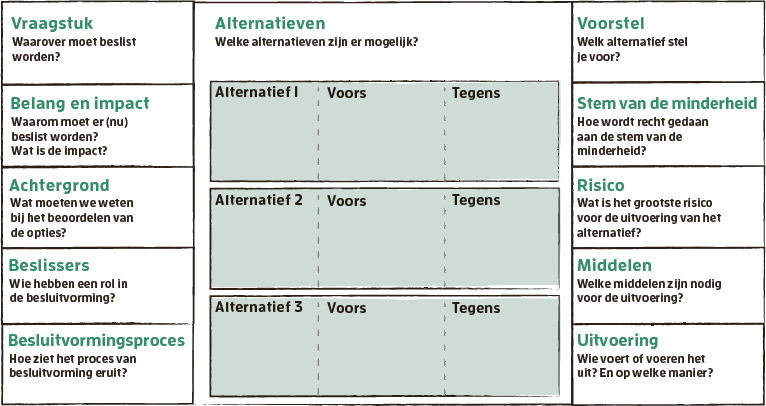 Vraagstuk
Waarover moet beslist
worden?
Belang en impact
Waarom moet er (nu)
beslist worden?
Wat is de impact?
Achtergrond
Wat moeten we weten
bij het beoordelen van
de opties?
Beslissers
Wie hebben een rol in
de besluitvorming?
Besluitvormingsproces
Hoe ziet het proces van
besluitvorming eruit?
Alternatieven
Welke alternatieven zijn er mogelijk?
Alternatief 1 Voors Tegens
Alternatief 2 Voors Tegens
Alternatief 3 Voors Tegens
Voorstel
Welk alternatief stel
je voor?
Stem van de minderheid
Hoe wordt recht gedaan
aan de stem van de
minderheid?
Risico
Wat is het grootste risico
voor de uitvoering van het
alternatief?
Middelen
Welke middelen zijn nodig
voor de uitvoering?
Uitvoering
Wie voert of voeren het
uit? En op welke manier?